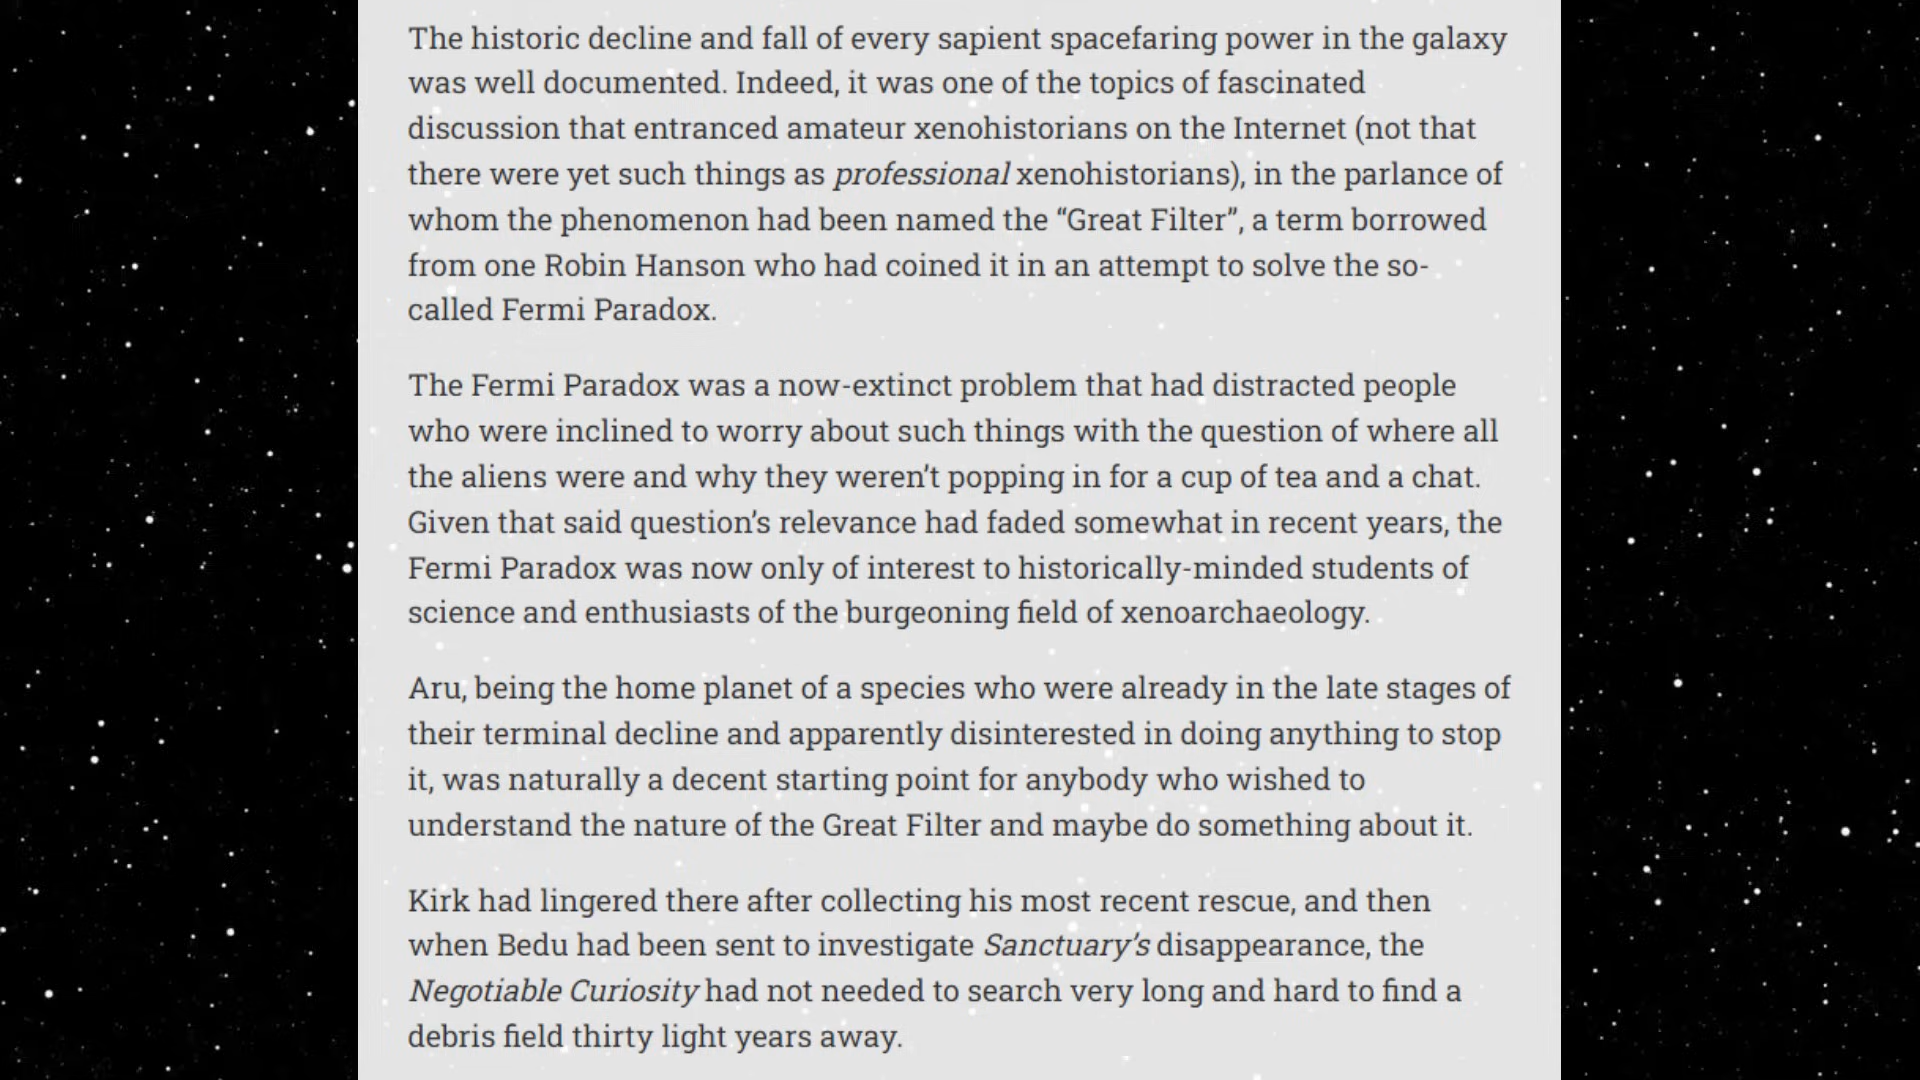 The historic decline and fall of every sapient spacefaring power in the galaxy
was well documented. Indeed, it was one of the topics of fascinated
discussion that entranced amateur xenohistorians on the Internet (not that
there were yet such things as professional xenohistorians), in the parlance of
whom the phenomenon had been named the “Great Filter”, a term borrowed
from one Robin Hanson who had coined it in an attempt to solve the so-
called Fermi Paradox.
The Fermi Paradox was a now-extinct problem that had distracted people
who were inclined to worry about such things with the question of where all
the aliens were and why they weren’t popping in for a cup of tea and a chat.
Given that said question’s relevance had faded somewhat in recent years, the
Fermi Paradox was now only of interest to historically-minded students of
science and enthusiasts of the burgeoning field of xenoarchaeology.
Aru, being the home planet of a species who were already in the late stages of
their terminal decline and apparently disinterested in doing anything to stop
it, was naturally a decent starting point for anybody who wished to
understand the nature of the Great Filter and maybe do something about it.
Kirk had lingered there after collecting his most recent rescue, and then
when Bedu had been sent to investigate Sanctuary’s disappearance, the
Negotiable Curiosity had not needed to search very long and hard to find a
debris field thirty light years away.